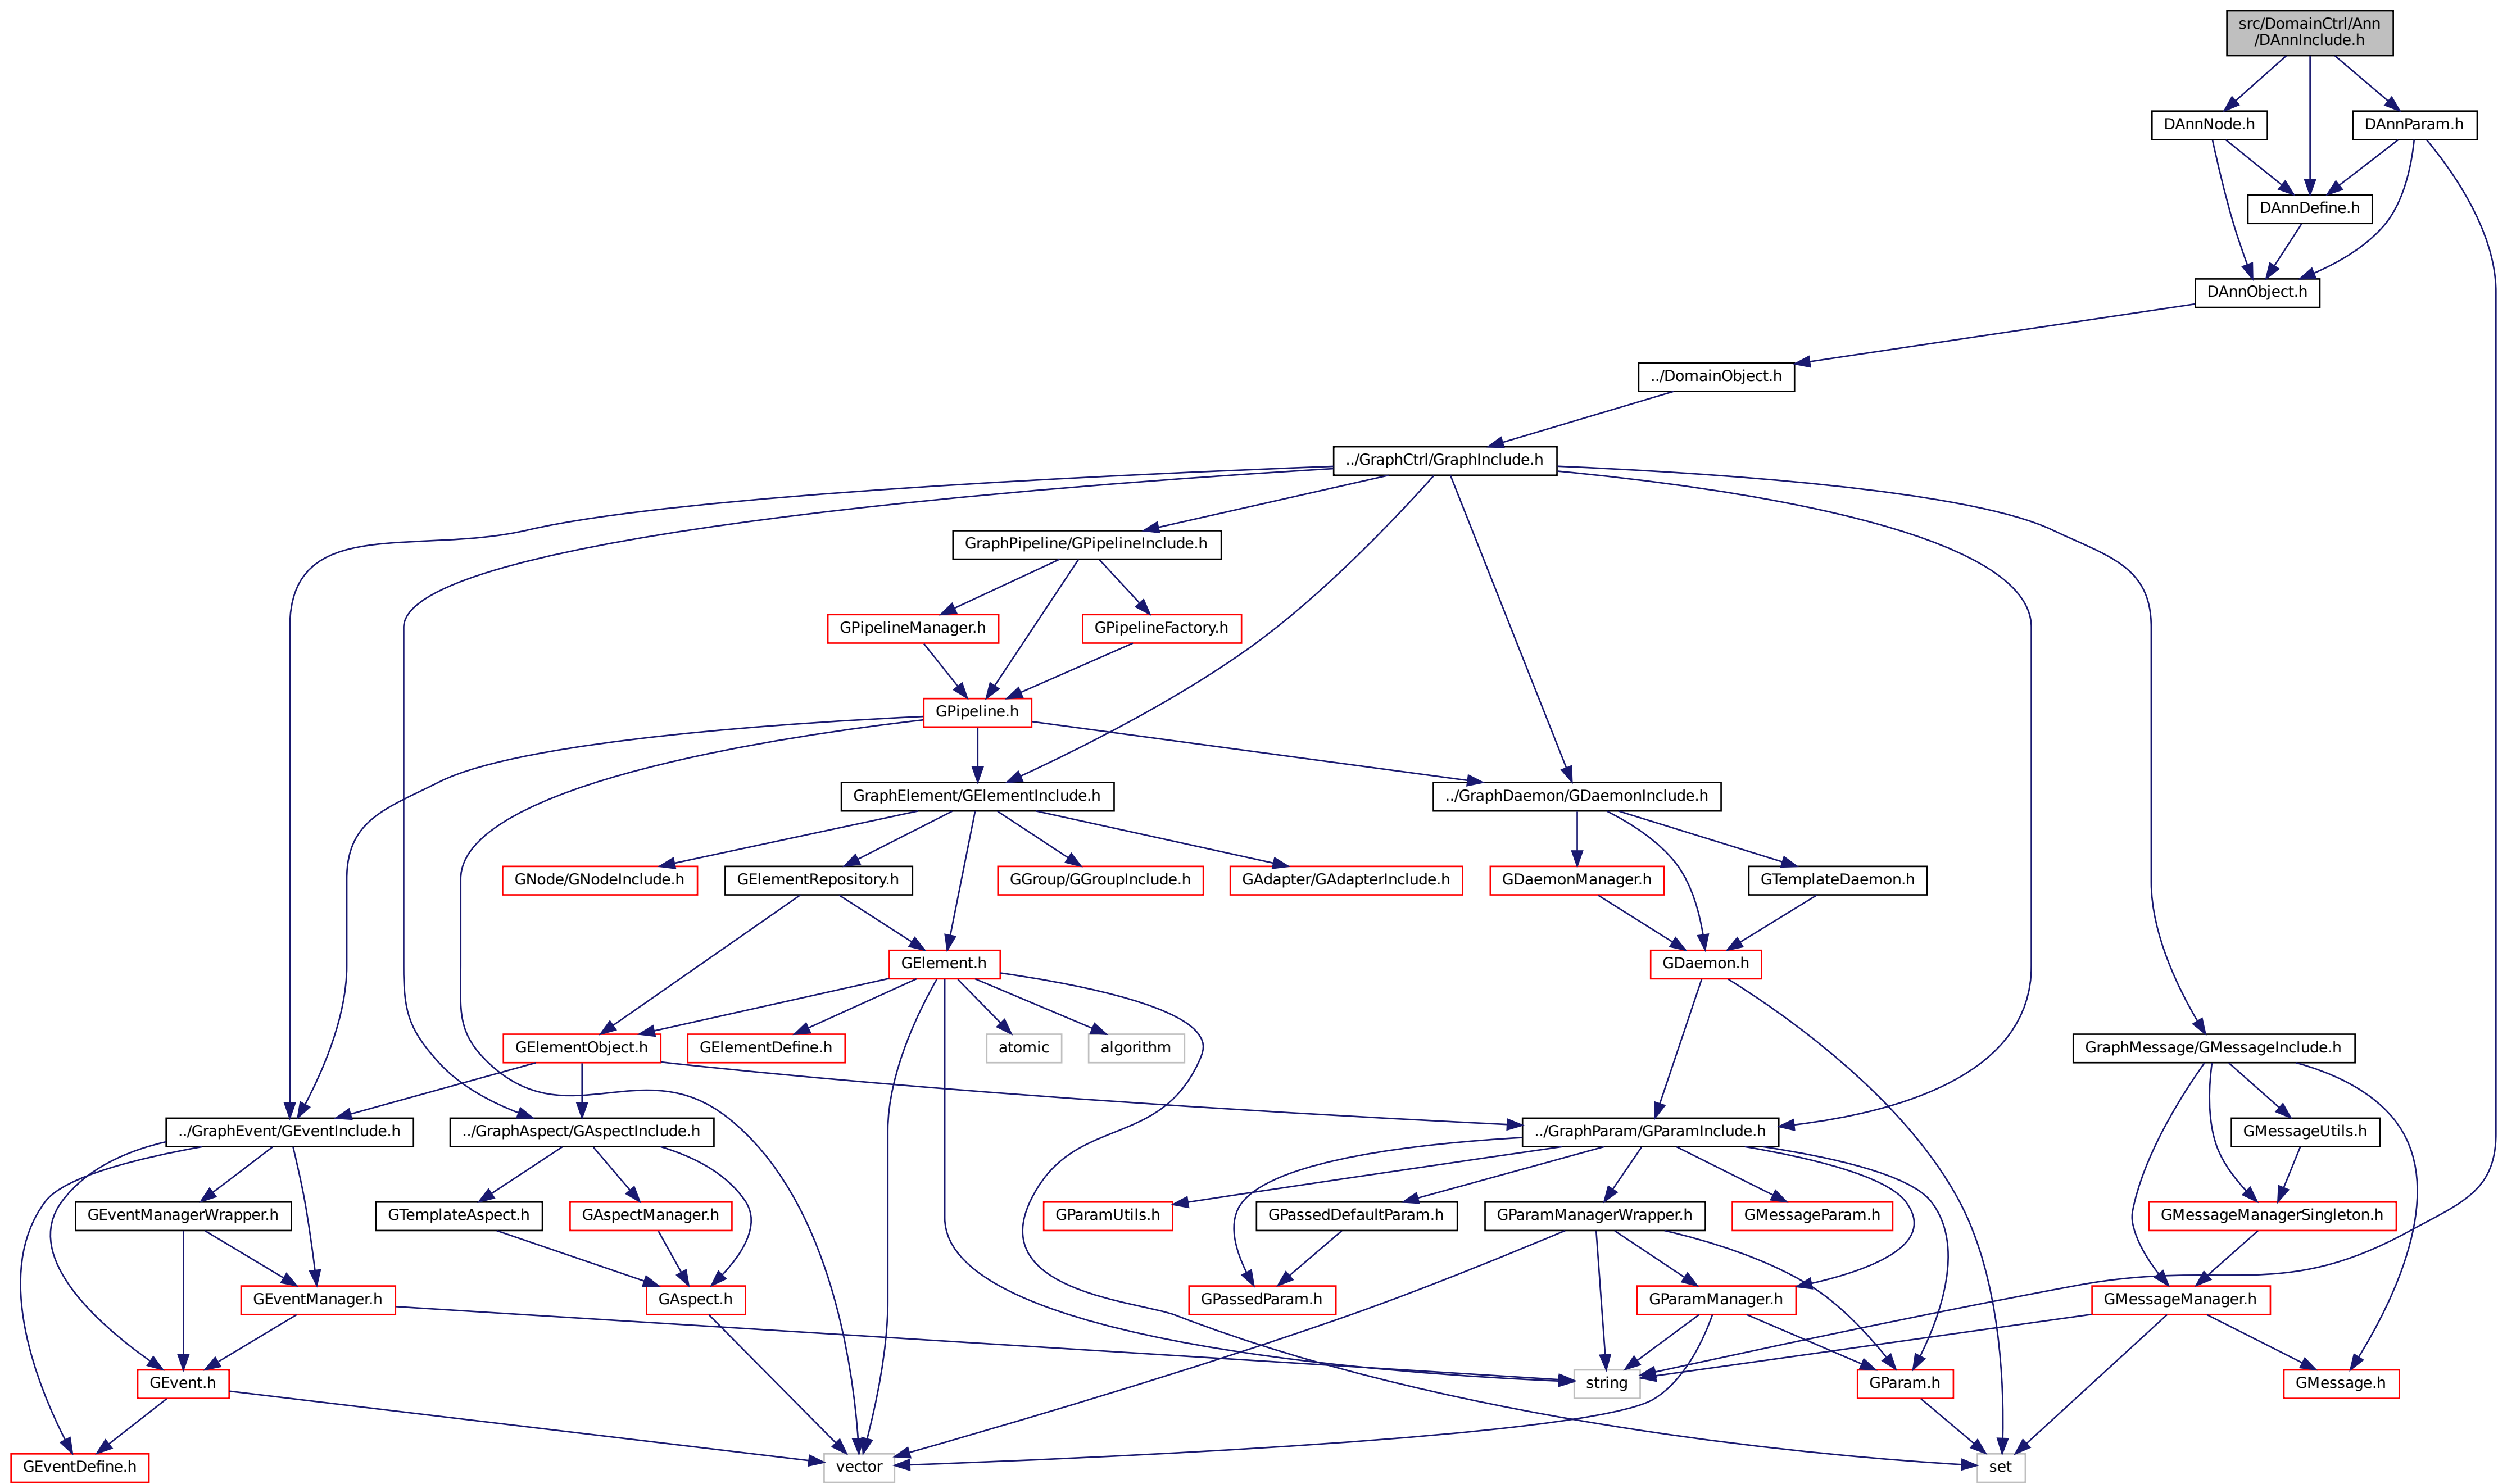 src/DomainCtrl/Ann
/DAnnInclude.h
DAnnNode.h
DAnnParam.h
DAnnDefine.h
DAnnObject.h
../DomainObject.h
../GraphCtrl/GraphInclude.h
GraphPipeline/GPipelineInclude.h
GPipelineManager.h
GPipelineFactory.h
GPipeline.h
GraphElement/GElementInclude.h
../GraphDaemon/GDaemonInclude.h
GNode/GNodeInclude.h
GElementRepository.h
GGroup/GGroupInclude.h
GAdapter/GAdapterInclude.h
GDaemonManager.h
GTemplateDaemon.h
GElement.h
GDaemon.h
GElementObject.h
GElementDefine.h
atomic
algorithm
GraphMessage/GMessageInclude.h
../GraphEvent/GEventInclude.h
../GraphAspect/GAspectInclude.h
../GraphParam/GParamInclude.h
GMessageUtils.h
GEventManagerWrapper.h
GTemplateAspect.h
GAspectManager.h
GParamUtils.h
GPassedDefaultParam.h
GParamManagerWrapper.h
GMessageParam.h
GMessageManagerSingleton.h
GEventManager.h
GAspect.h
GPassedParam.h
GParamManager.h
GMessageManager.h
GEvent.h
string
GParam.h
GMessage.h
GEventDefine.h
vector
set